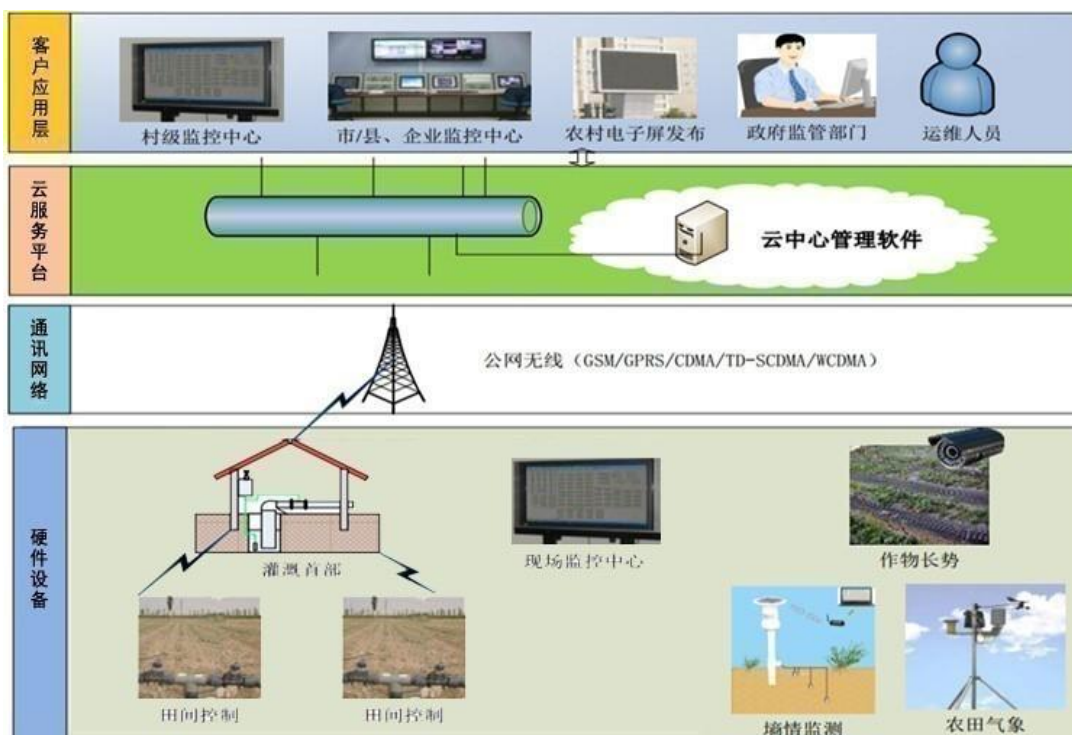 客户应用层
村级监控中心
市/县、企业监控中心
农村电子屏发布
政府监管部门
运维人员
云服务平台
云中心管理软件
通讯网络
公网无线（GSM/GPRS/CDMA/TD-SCDMA/WCDMA）
硬件设备
灌溉首部
现场监控中心
作物长势
田间控制
田间控制
墒情监测
农田气象